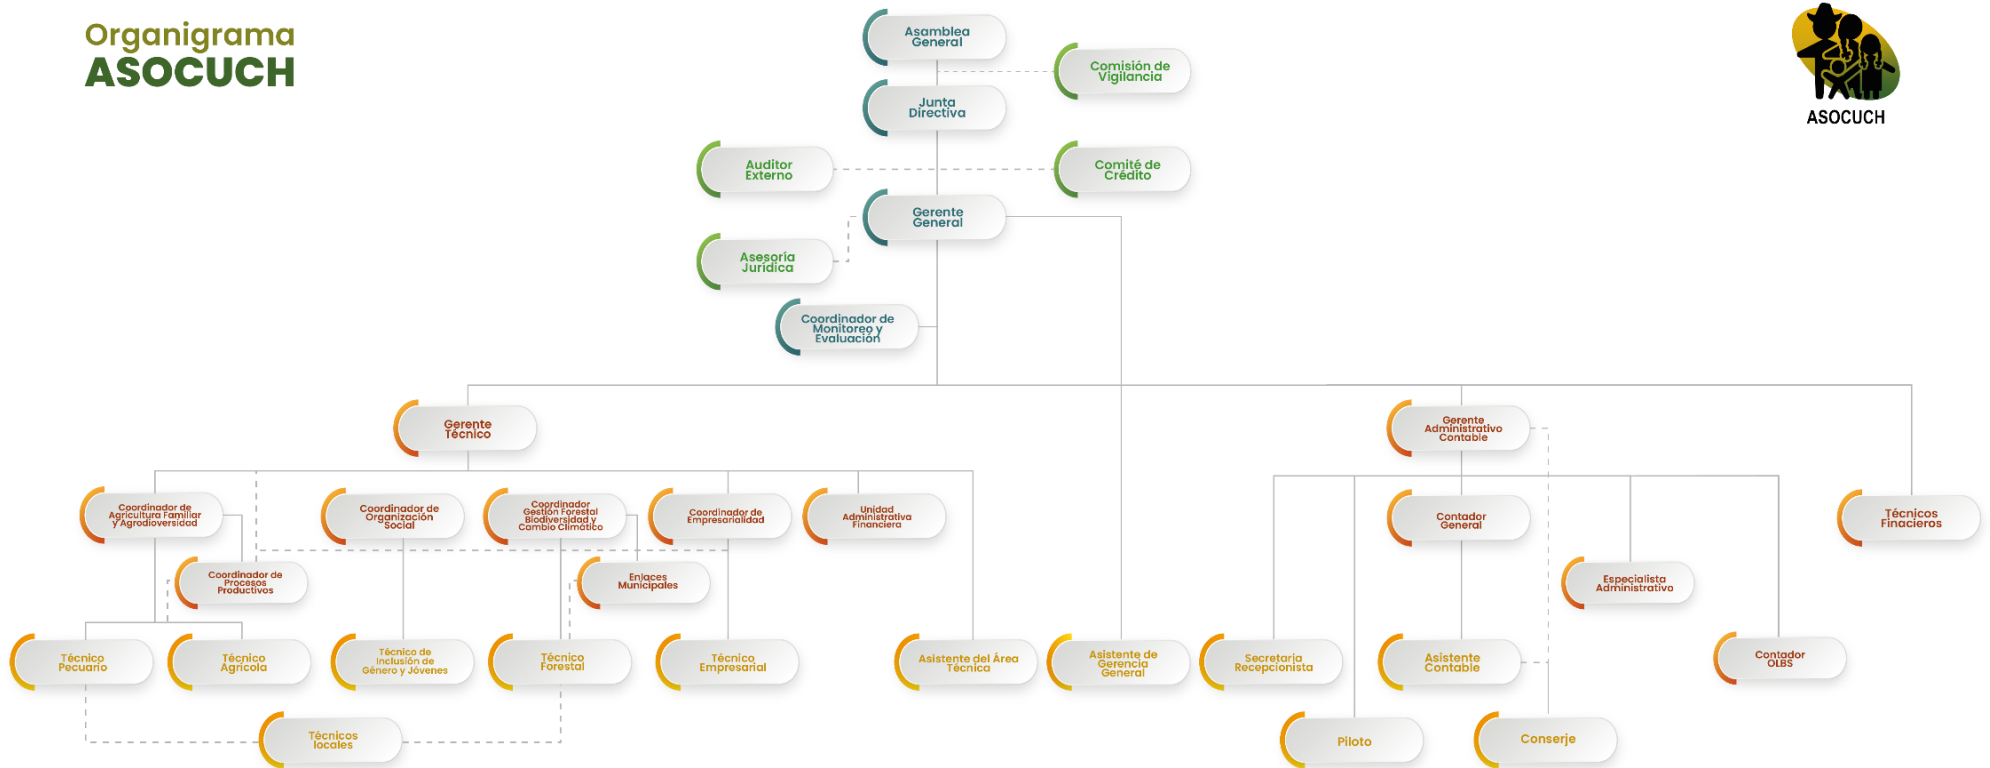 Organigrama
ASOCUCH
ASOCUCH
Asamblea
General
Comisión de
Vigilancia
Junta
Directiva
Auditor
Externo
Comité de
Crédito
Gerente
General
Asesoría
Jurídica
Coordinador de
Monitoreo y
Evaluación
Gerente
Técnico
Gerente
Administrativo
Contable
Coordinador de
Agricultura Familiar
y Agrodioversidad
Coordinador de
Organización
Social
Coordinador
Gestión Forestal
Biodiversidad y
Cambio Climático
Coordinador de
Empresarialidad
Unidad
Administrativa
Financiera
Contador
General
Técnicos
Finacieros
Coordinador de
Procesos
Productivos
Enlaces
Municipales
Especialista
Administrativo
Técnico
Pecuario
Técnico
Agrícola
Técnico de
Inclusión de
Género y Jóvenes
Técnico
Forestal
Técnico
Empresarial
Asistente del Área
Técnica
Asistente de
Gerencia
General
Secretaria
Recepcionista
Asistente
Contable
Contador
OLBS
Técnicos
locales
Piloto
Conserje